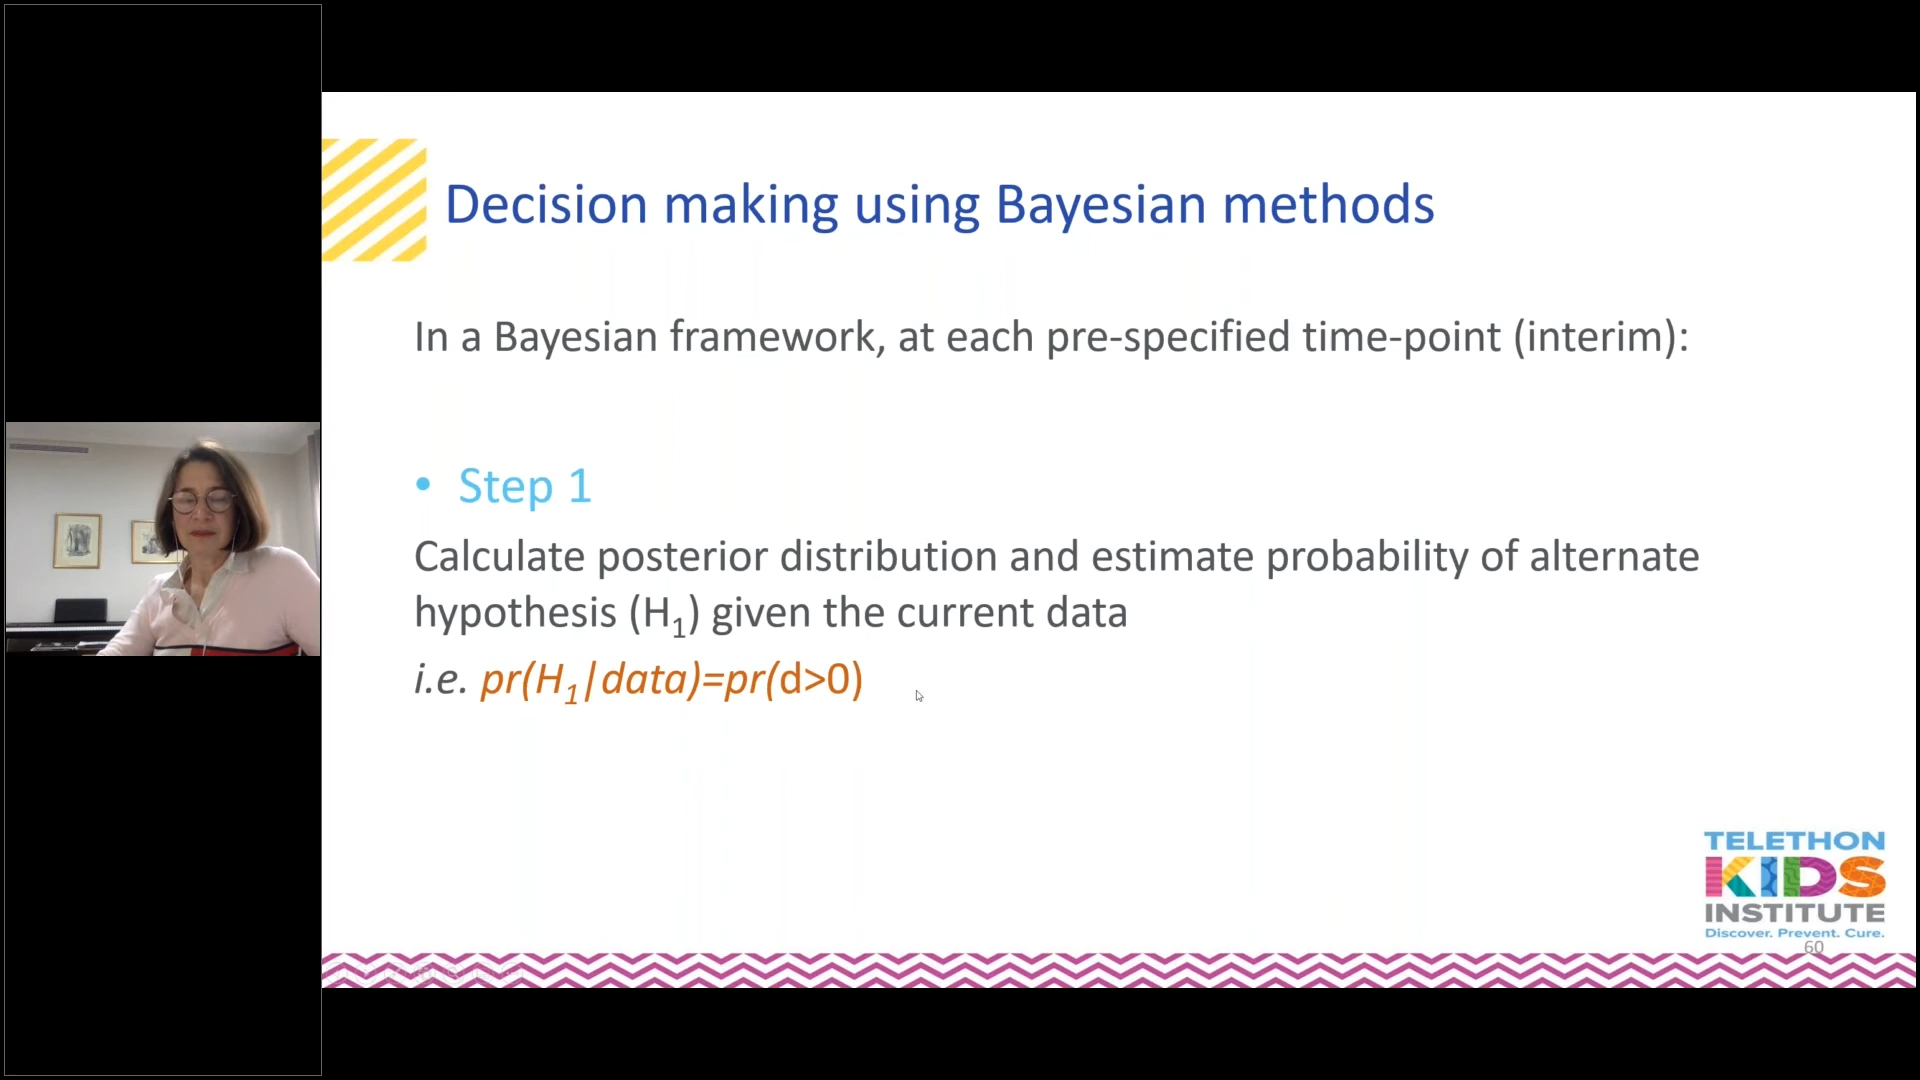 Decision making using Bayesian methods
In a Bayesian framework, at each pre-specified time-point (interim):
• Step 1
Calculate posterior distribution and estimate probability of alternate
hypothesis (H₁) given the current data
i.e. pr(H₁|data)=pr(d>0)
TELETHON
KIDS
INSTITUTE
Discover. Prevent. Cure.
60